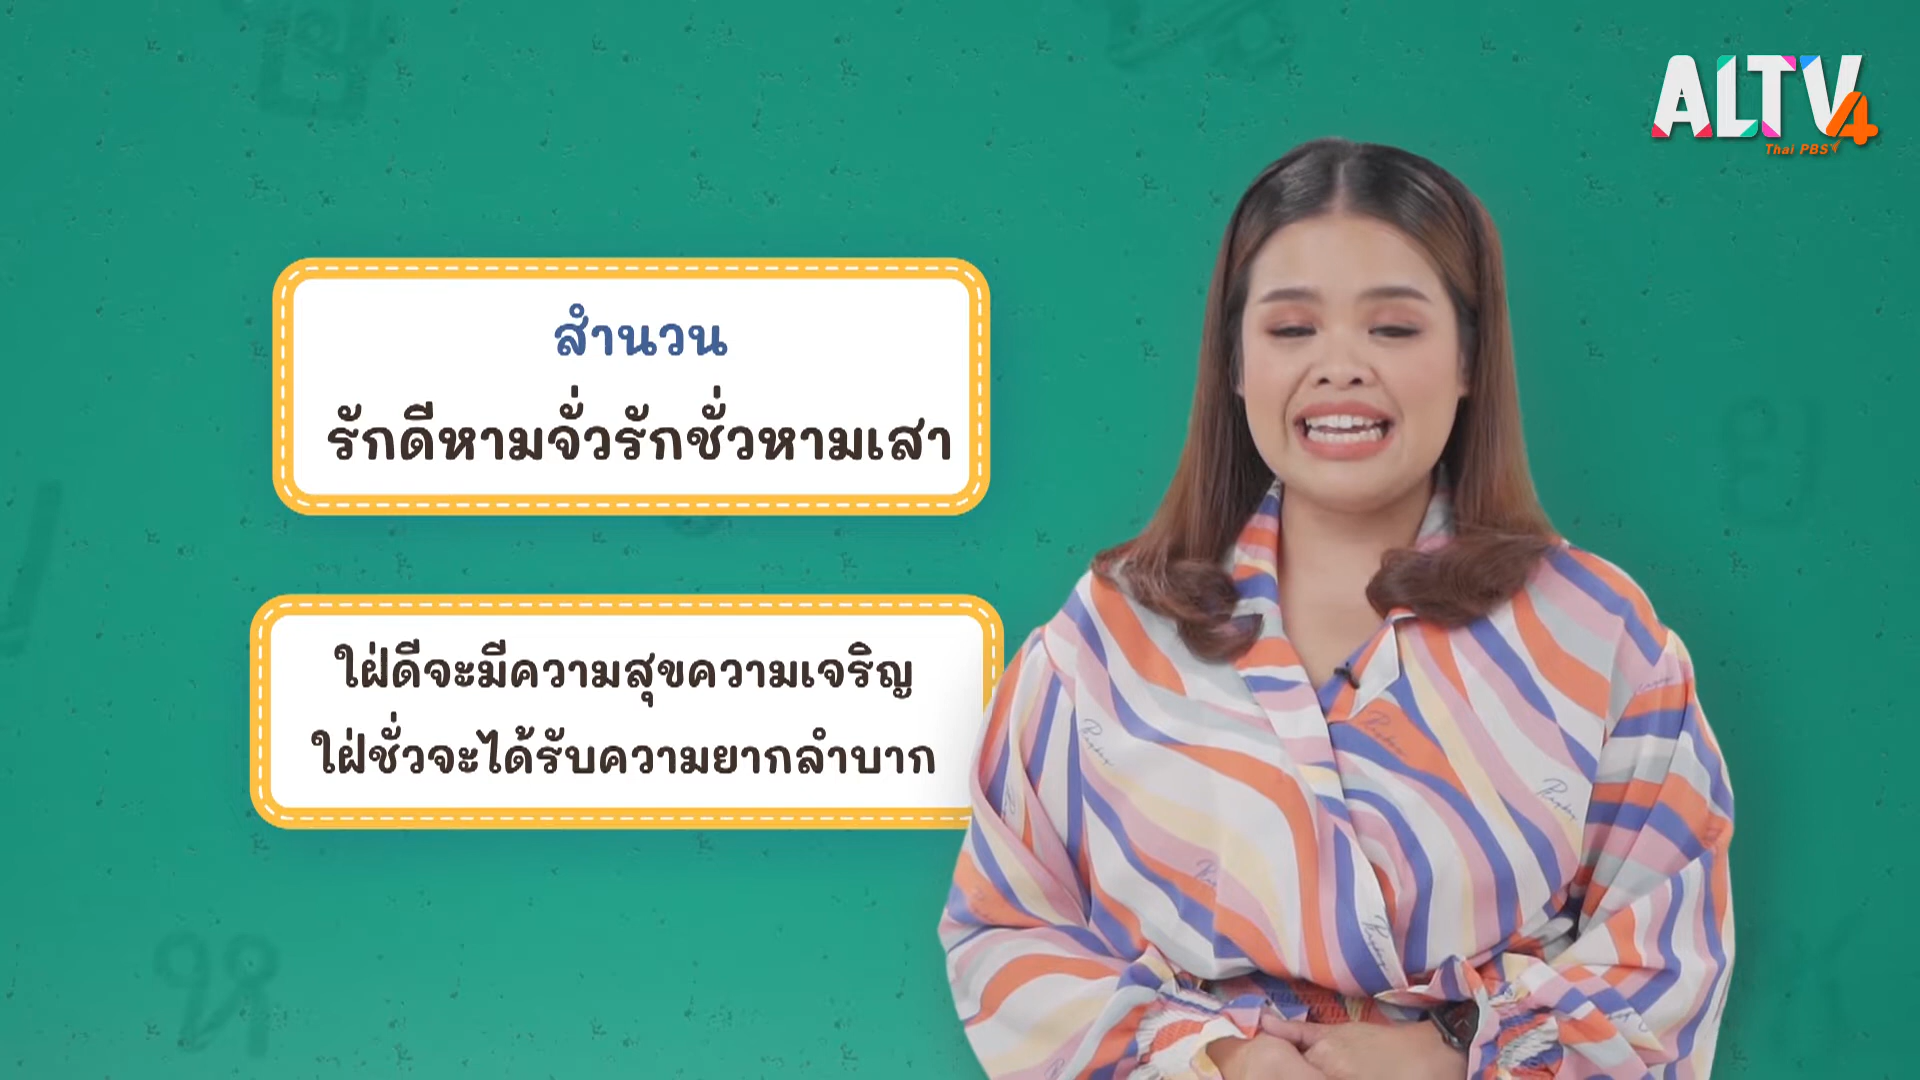 ALTV4
Thai PBS
สำนวน
รักดีหามจั่วรักชั่วหามเสา
ใฝ่ดีจะมีความสุขความเจริญ
ใฝ่ชั่วจะได้รับความยากลำบาก